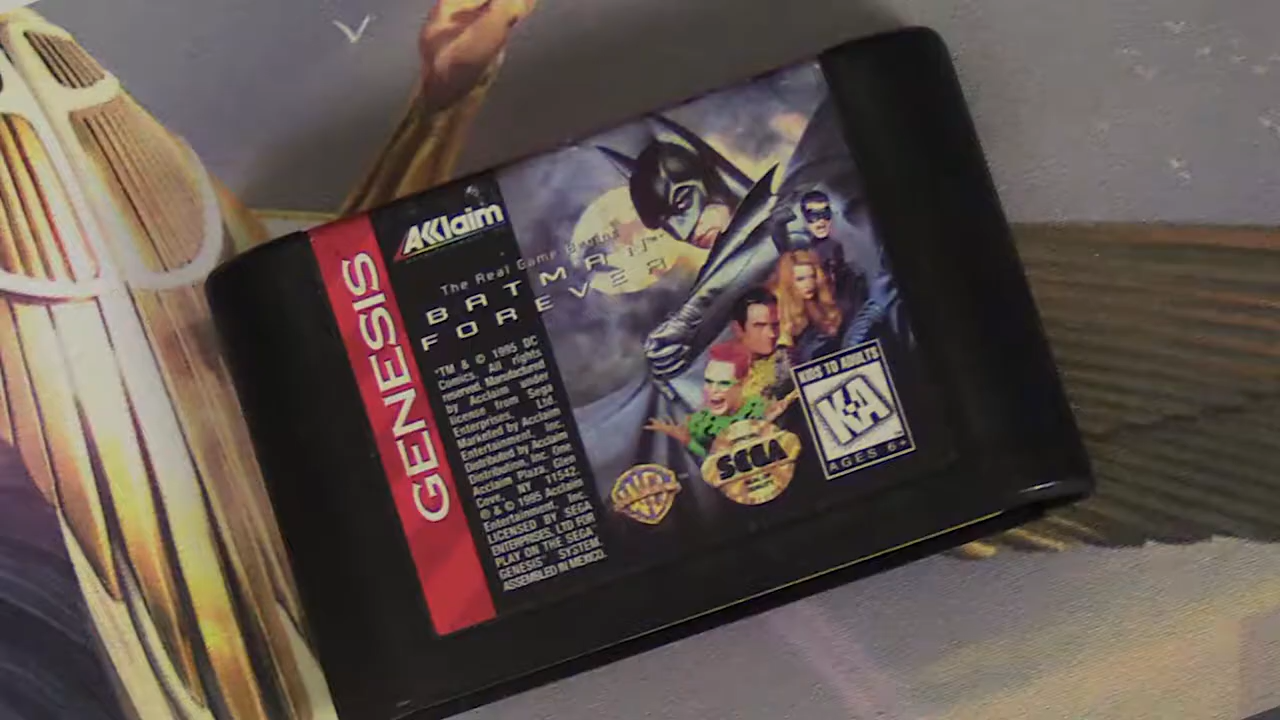 GENESIS
Acclaim
The Real Game Begins
BATMAN
FOREVER
"TM & © 1995 DC
Comics. All rights
reserved. Manufactured
by Acclaim under
license from Sega
Enterprises, Ltd.
Marketed by Acclaim
Entertainment, Inc.
Distributed by Acclaim
Distribution, Inc. One
Acclaim Plaza, Glen
Cove, NY 11542.
® & © 1995 Acclaim
Entertainment, Inc.
LICENSED BY SEGA
ENTERPRISES, LTD FOR
PLAY ON THE SEGA
GENESIS™ SYSTEM.
ASSEMBLED IN MEXICO.
SEGA
KIDS TO ADULTS
K-A
AGES 6+